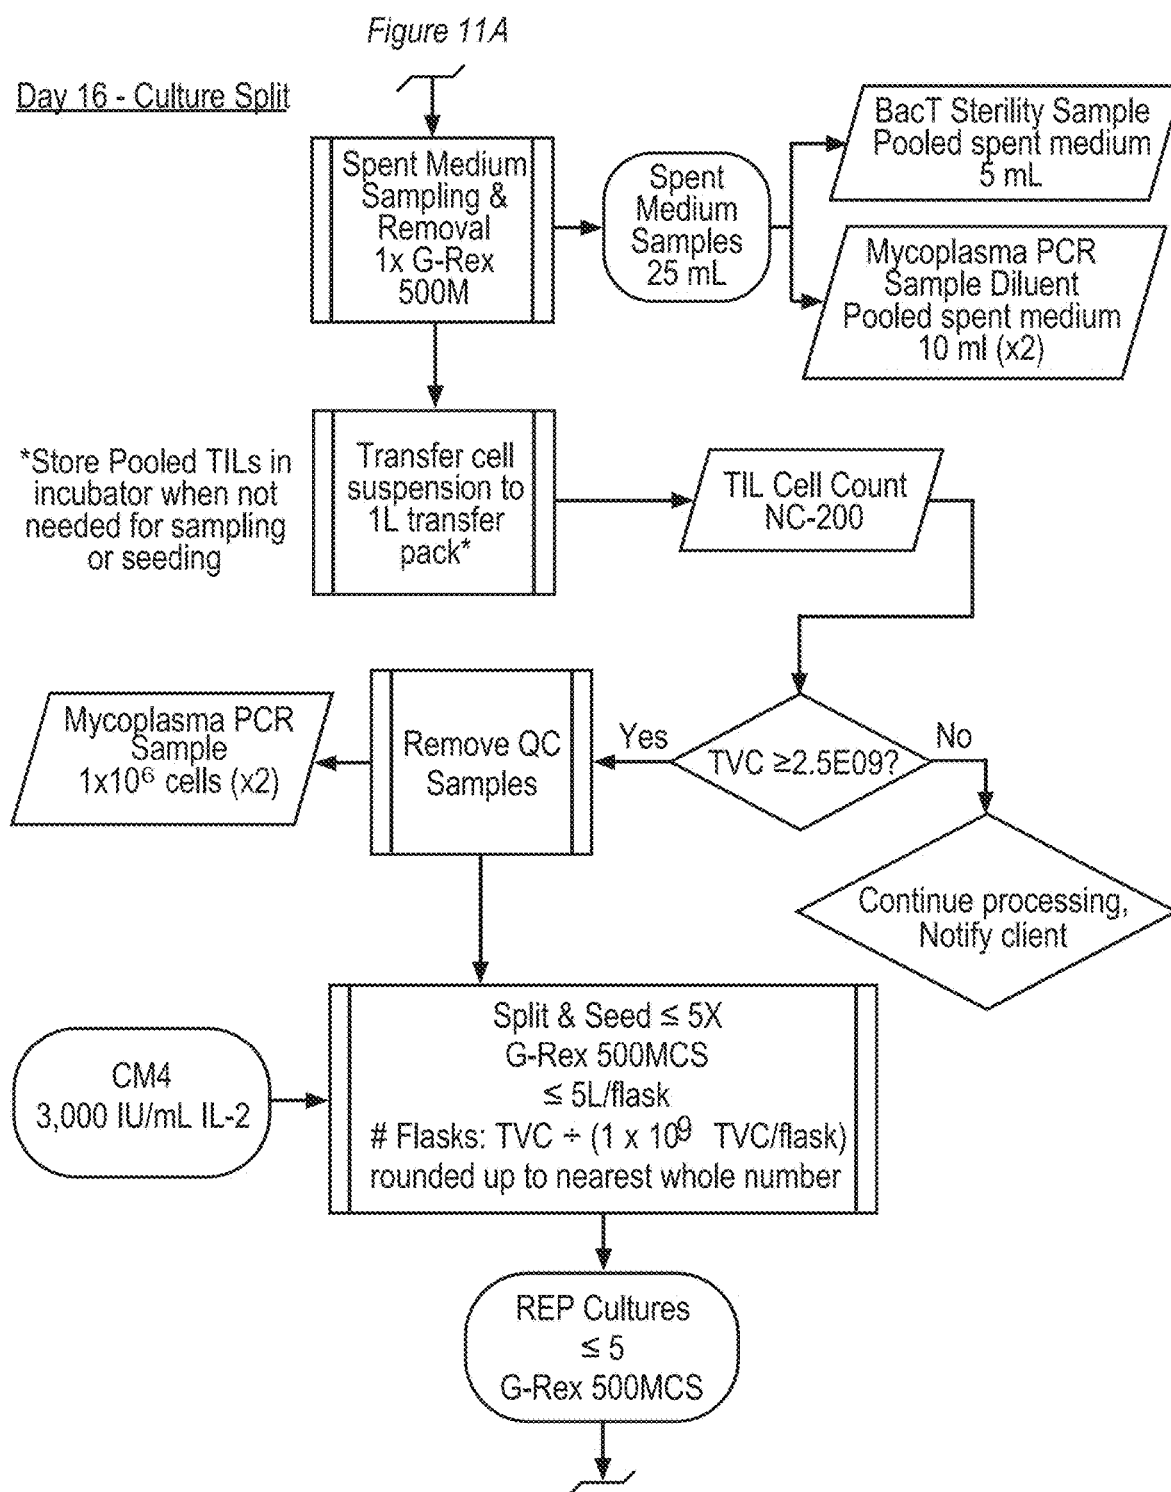 Figure 11A
Day 16 - Culture Split
Spent Medium
Sampling &
Removal
1x G-Rex
500M
Spent
Medium
Samples
25 mL
BacT Sterility Sample
Pooled spent medium
5 mL
Mycoplasma PCR
Sample Diluent
Pooled spent medium
10 ml (x2)
*Store Pooled TILs in
incubator when not
needed for sampling
or seeding
Transfer cell
suspension to
1L transfer
pack*
TIL Cell Count
NC-200
Mycoplasma PCR
Sample
1x10⁶ cells (x2)
Remove QC
Samples
Yes
TVC ≥2.5E09?
No
Continue processing,
Notify client
CM4
3,000 IU/mL IL-2
Split & Seed ≤ 5X
G-Rex 500MCS
≤ 5L/flask
# Flasks: TVC ÷ (1 x 10⁹ TVC/flask)
rounded up to nearest whole number
REP Cultures
≤ 5
G-Rex 500MCS